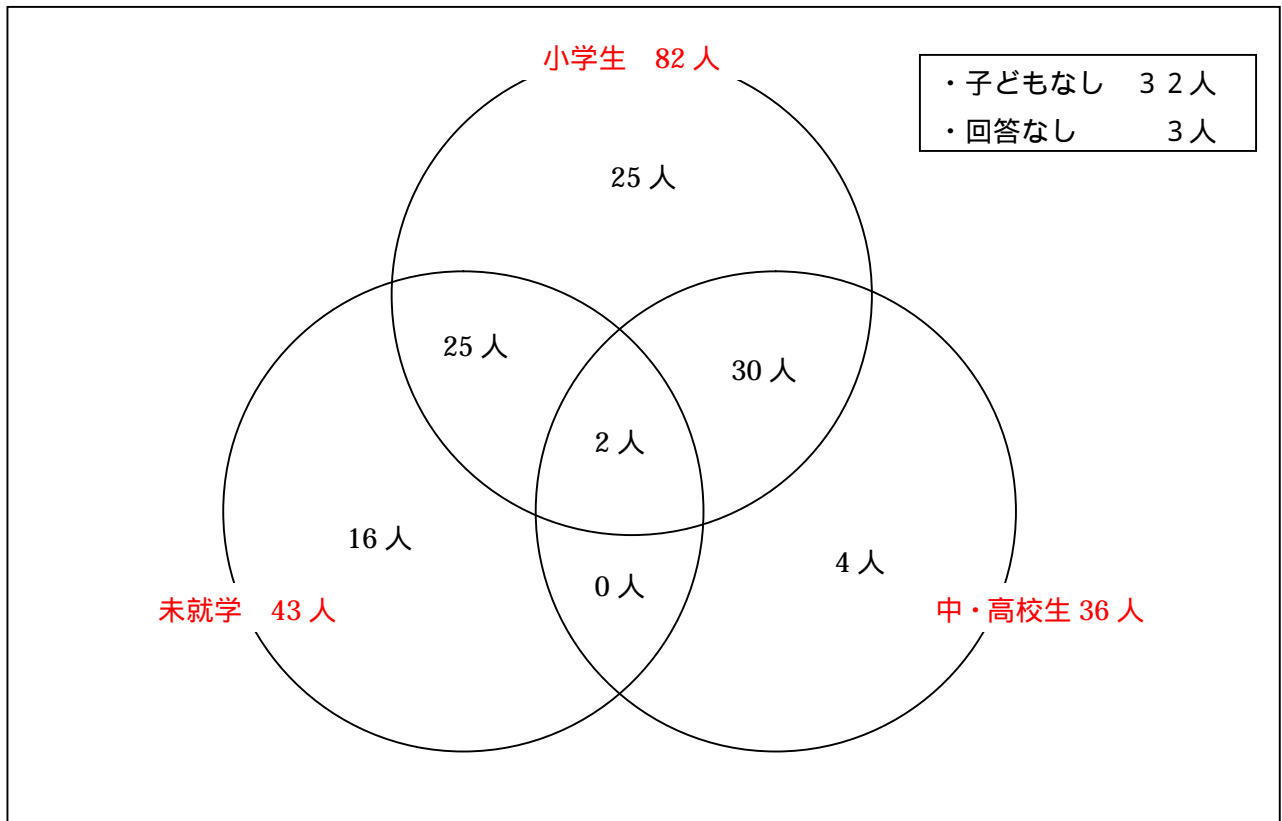 小学生　82 人
・子どもなし　３２人
・回答なし　　　３人
25 人
25 人
30 人
2 人
16 人
4 人
0 人
未就学　43 人
中・高校生 36 人